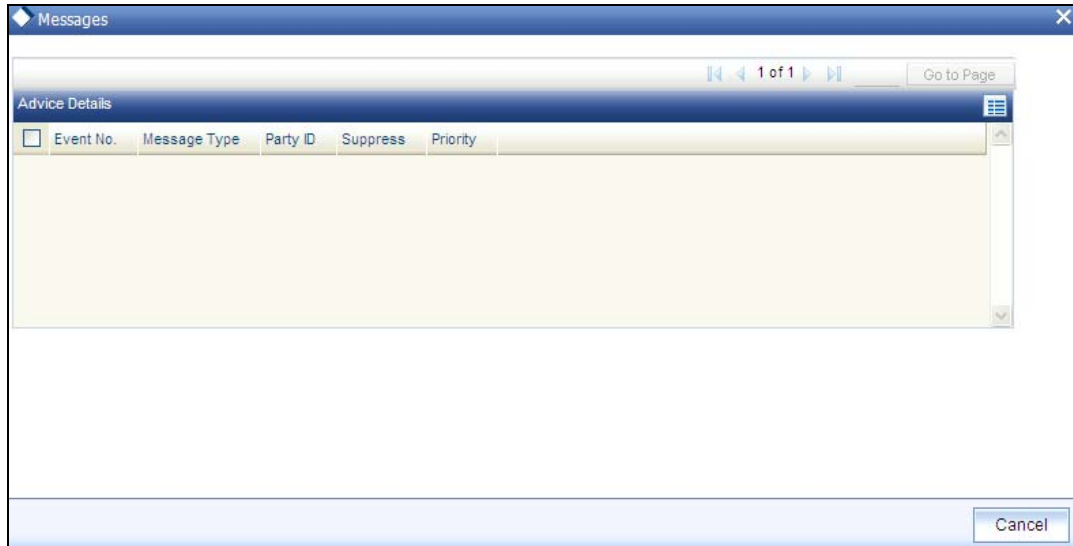 Messages
1 of 1 Go to Page
Advice Details
Event No. Message Type Party ID Suppress Priority
Cancel